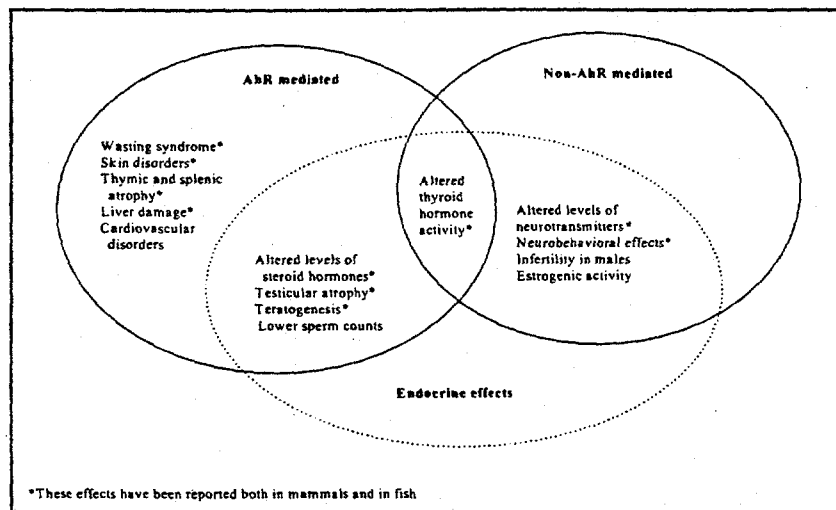 AhR mediated
Non-AhR mediated
Wasting syndrome*
Skin disorders*
Thymic and splenic
atrophy*
Liver damage*
Cardiovascular
disorders
Altered
thyroid
hormone
activity*
Altered levels of
neurotransmitters*
Neurobehavioral effects*
Infertility in males
Estrogenic activity
Altered levels of
steroid hormones*
Testicular atrophy*
Teratogenesis*
Lower sperm counts
Endocrine effects
*These effects have been reported both in mammals and in fish